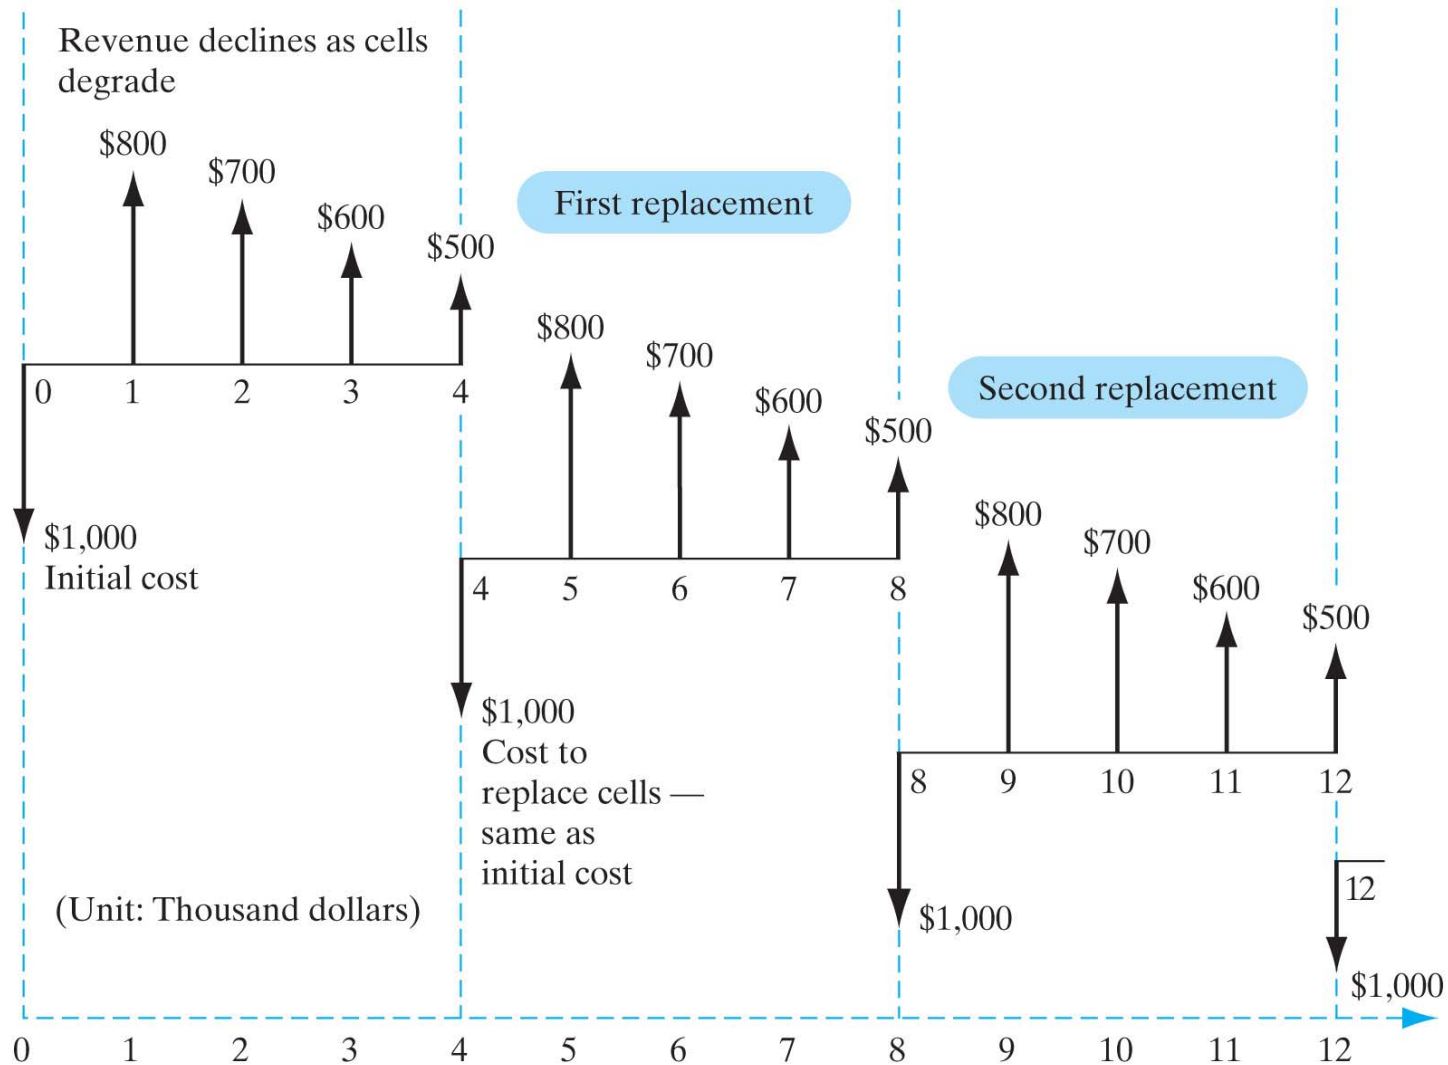 Revenue declines as cells
degrade
$800
$700
$600
$500
0
1
2
3
4
$1,000
Initial cost
First replacement
$800
$700
$600
$500
4
5
6
7
8
$1,000
Cost to
replace cells —
same as
initial cost
Second replacement
$800
$700
$600
$500
8
9
10
11
12
$1,000
12
$1,000
(Unit: Thousand dollars)
0 1 2 3 4 5 6 7 8 9 10 11 12